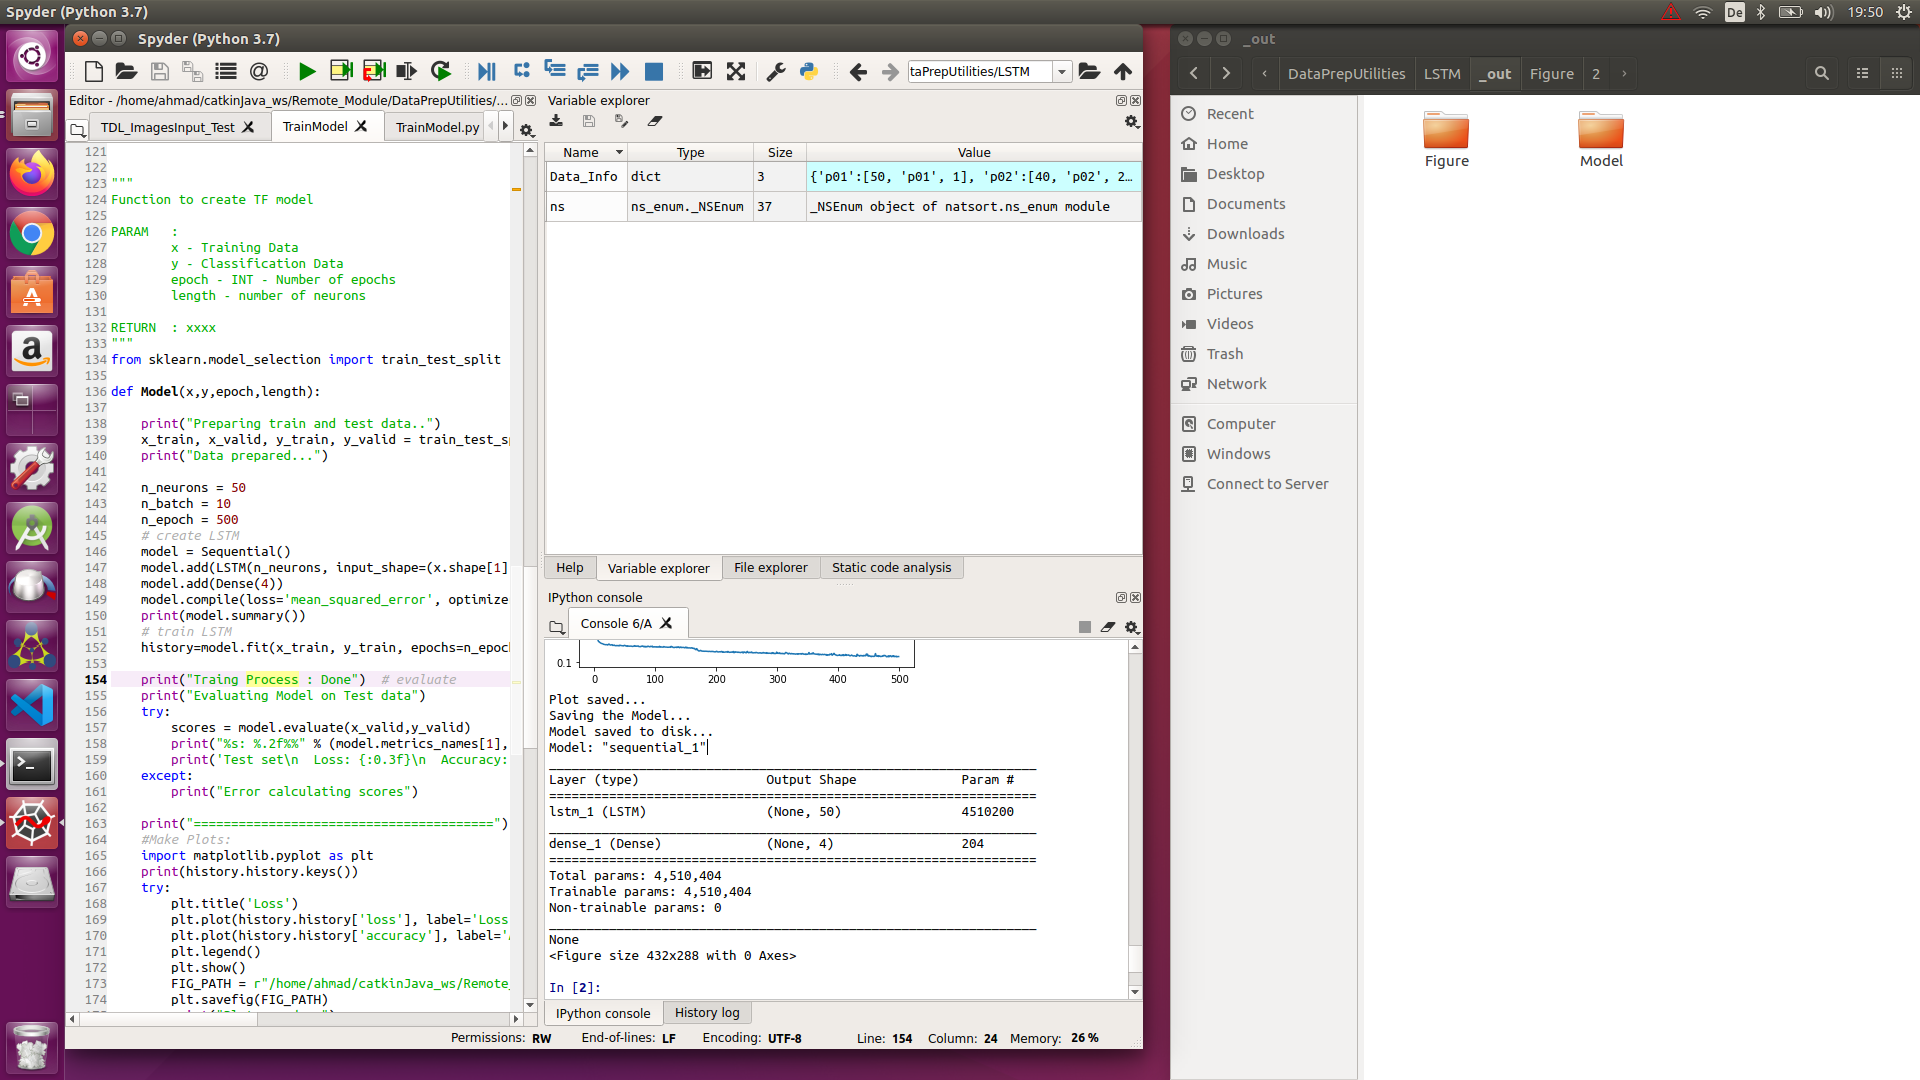 Spyder (Python 3.7)
De
19:50
Spyder (Python 3.7)
taPrepUtilities/LSTM
Editor - /home/ahmad/catkinJava_ws/Remote_Module/DataPrepUtilities/...
TDL_ImagesInput_Test
TrainModel
TrainModel.py
121
122
123 """
124 Function to create TF model
125
126 PARAM   :
127         x - Training Data
128         y - Classification Data
129         epoch - INT - Number of epochs
130         length - number of neurons
131
132 RETURN  : xxxx
133 """
134 from sklearn.model_selection import train_test_split
135
136 def Model(x,y,epoch,length):
137
138     print("Preparing train and test data..")
139     x_train, x_valid, y_train, y_valid = train_test_sp
140     print("Data prepared...")
141
142     n_neurons = 50
143     n_batch = 10
144     n_epoch = 500
145     # create LSTM
146     model = Sequential()
147     model.add(LSTM(n_neurons, input_shape=(x.shape[1]
148     model.add(Dense(4))
149     model.compile(loss='mean_squared_error', optimize
150     print(model.summary())
151     # train LSTM
152     history=model.fit(x_train, y_train, epochs=n_epoch
153
154     print("Traing Process : Done")  # evaluate
155     print("Evaluating Model on Test data")
156     try:
157         scores = model.evaluate(x_valid,y_valid)
158         print("%s: %.2f%%" % (model.metrics_names[1],
159         print('Test set\n  Loss: {:0.3f}\n  Accuracy:
160     except:
161         print("Error calculating scores")
162
163     print("========================================")
164     #Make Plots:
165     import matplotlib.pyplot as plt
166     print(history.history.keys())
167     try:
168         plt.title('Loss')
169         plt.plot(history.history['loss'], label='Loss
170         plt.plot(history.history['accuracy'], label='
171         plt.legend()
172         plt.show()
173         FIG_PATH = r"/home/ahmad/catkinJava_ws/Remote_
174         plt.savefig(FIG_PATH)
Variable explorer
Name Type Size Value
Data_Info dict 3 {'p01':[50, 'p01', 1], 'p02':[40, 'p02', 2...
ns ns_enum._NSEnum 37 _NSEnum object of natsort.ns_enum module
Help Variable explorer File explorer Static code analysis
IPython console
Console 6/A
0.1
0 100 200 300 400 500
Plot saved...
Saving the Model...
Model saved to disk...
Model: "sequential_1"
_________________________________________________________________
Layer (type)                 Output Shape              Param #
=================================================================
lstm_1 (LSTM)                (None, 50)                4510200
_________________________________________________________________
dense_1 (Dense)              (None, 4)                 204
=================================================================
Total params: 4,510,404
Trainable params: 4,510,404
Non-trainable params: 0
_________________________________________________________________
None
<Figure size 432x288 with 0 Axes>
In [2]:
IPython console History log
Permissions: RW End-of-lines: LF Encoding: UTF-8 Line: 154 Column: 24 Memory: 26 %
_out
DataPrepUtilities LSTM _out Figure 2
Recent
Home
Desktop
Documents
Downloads
Music
Pictures
Videos
Trash
Network
Computer
Windows
Connect to Server
Figure
Model